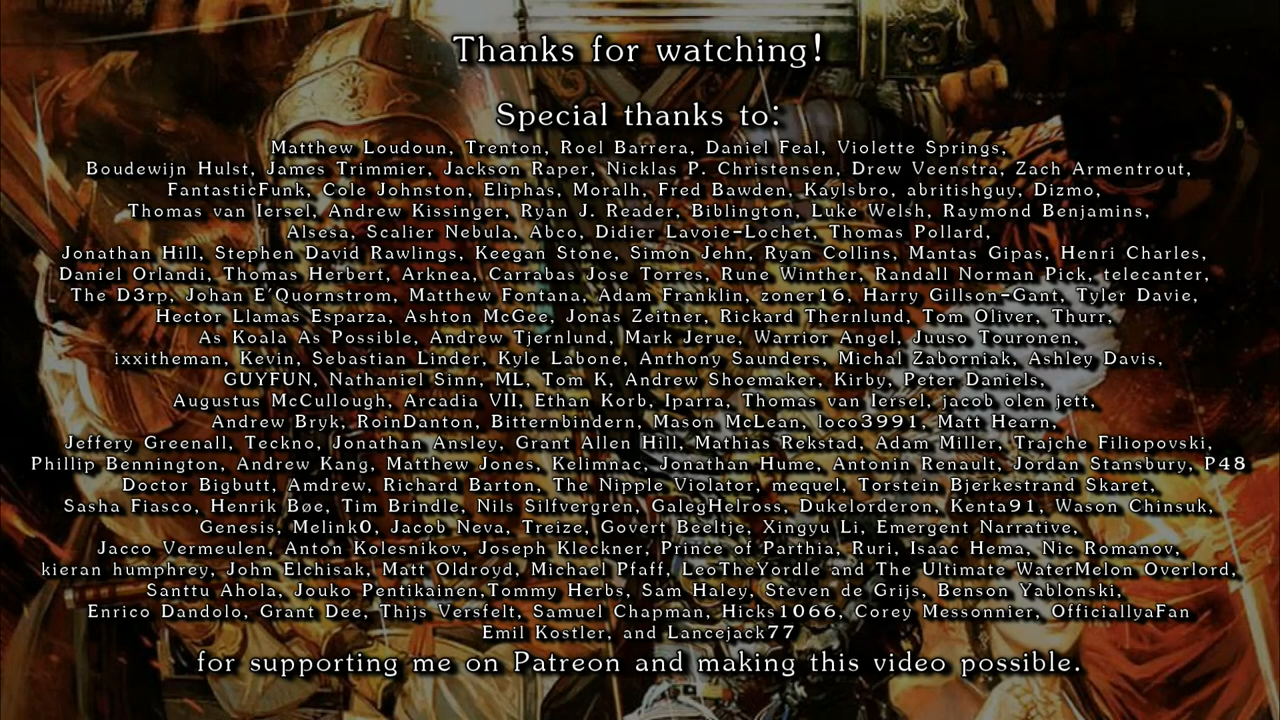 Thanks for watching!
Special thanks to:
Matthew Loudoun, Trenton, Roel Barrera, Daniel Feal, Violette Springs,
Boudewijn Hulst, James Trimmier, Jackson Raper, Nicklas P. Christensen, Drew Veenstra, Zach Armentrout,
FantasticFunk, Cole Johnston, Eliphas, Moralh, Fred Bawden, Kaylsbro, abritishguy, Dizmo,
Thomas van Iersel, Andrew Kissinger, Ryan J. Reader, Biblington, Luke Welsh, Raymond Benjamins,
Alsesa, Scalier Nebula, Abco, Didier Lavoie-Lochet, Thomas Pollard,
Jonathan Hill, Stephen David Rawlings, Keegan Stone, Simon Jehn, Ryan Collins, Mantas Gipas, Henri Charles,
Daniel Orlandi, Thomas Herbert, Arknea, Carrabas Jose Torres, Rune Winther, Randall Norman Pick, telecanter,
The D3rp, Johan E'Quornstrom, Matthew Fontana, Adam Franklin, zoner16, Harry Gillson-Gant, Tyler Davie,
Hector Llamas Esparza, Ashton McGee, Jonas Zeitner, Rickard Thernlund, Tom Oliver, Thurr,
As Koala As Possible, Andrew Tjernlund, Mark Jerue, Warrior Angel, Juuso Touronen,
ixxitheman, Kevin, Sebastian Linder, Kyle Labone, Anthony Saunders, Michal Zaborniak, Ashley Davis,
GUYFUN, Nathaniel Sinn, ML, Tom K, Andrew Shoemaker, Kirby, Peter Daniels,
Augustus McCullough, Arcadia VII, Ethan Korb, Iparra, Thomas van Iersel, jacob olen jett,
Andrew Bryk, RoinDanton, Bitternbindern, Mason McLean, loco3991, Matt Hearn,
Jeffery Greenall, Teckno, Jonathan Ansley, Grant Allen Hill, Mathias Rekstad, Adam Miller, Trajche Filiopovski,
Phillip Bennington, Andrew Kang, Matthew Jones, Kelimnac, Jonathan Hume, Antonin Renault, Jordan Stansbury, P48
Doctor Bigbutt, Amdrew, Richard Barton, The Nipple Violator, mequel, Torstein Bjerkestrand Skaret,
Sasha Fiasco, Henrik Bøe, Tim Brindle, Nils Silfvergren, GalegHelross, Dukelorderon, Kenta91, Wason Chinsuk,
Genesis, Melink0, Jacob Neva, Treize, Govert Beeltje, Xingyu Li, Emergent Narrative,
Jacco Vermeulen, Anton Kolesnikov, Joseph Kleckner, Prince of Parthia, Ruri, Isaac Hema, Nic Romanov,
kieran humphrey, John Elchisak, Matt Oldroyd, Michael Pfaff, LeoTheYordle and The Ultimate WaterMelon Overlord,
Santtu Ahola, Jouko Pentikainen,Tommy Herbs, Sam Haley, Steven de Grijs, Benson Yablonski,
Enrico Dandolo, Grant Dee, Thijs Versfelt, Samuel Chapman, Hicks1066, Corey Messonnier, OfficiallyaFan
Emil Kostler, and Lancejack77
for supporting me on Patreon and making this video possible.